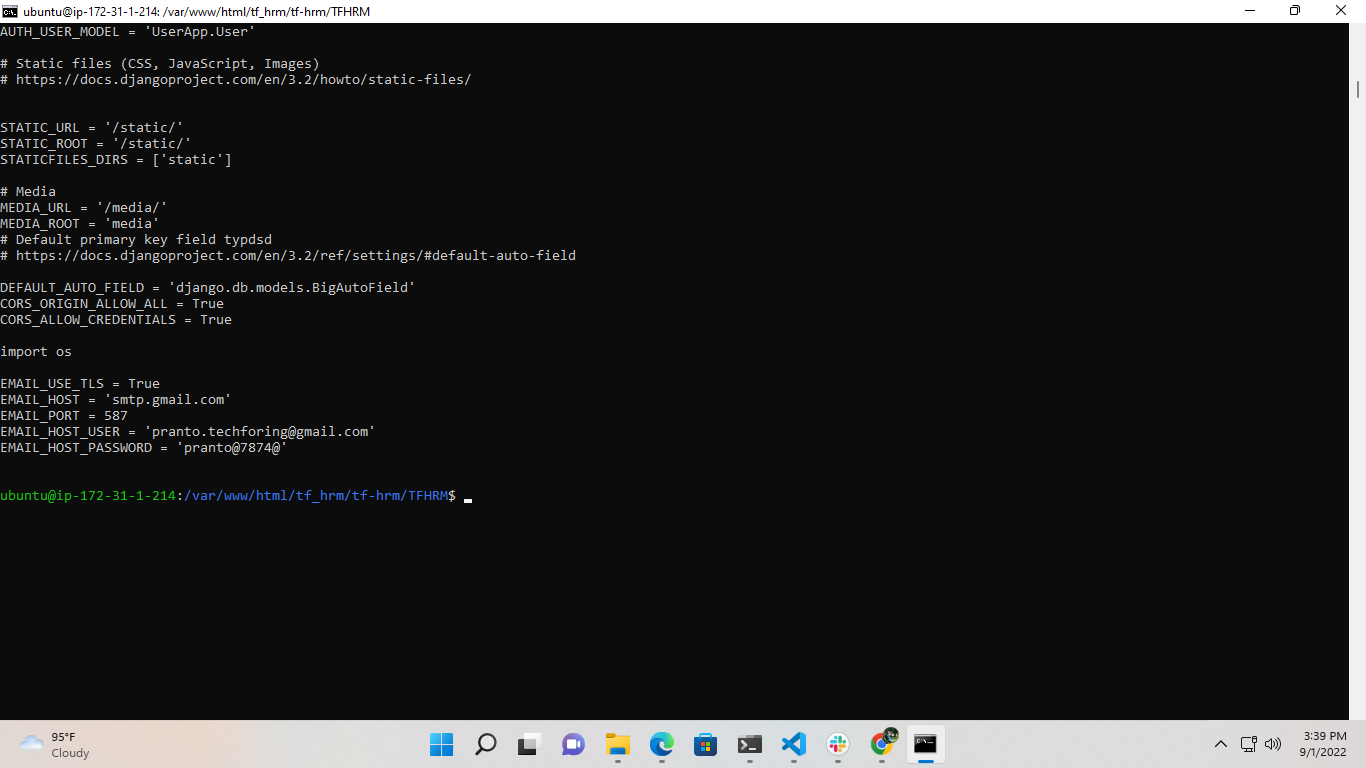 ubuntu@ip-172-31-1-214: /var/www/html/tf_hrm/tf-hrm/TFHRM
AUTH_USER_MODEL = 'UserApp.User'
# Static files (CSS, JavaScript, Images)
# https://docs.djangoproject.com/en/3.2/howto/static-files/
STATIC_URL = '/static/'
STATIC_ROOT = '/static/'
STATICFILES_DIRS = ['static']
# Media
MEDIA_URL = '/media/'
MEDIA_ROOT = 'media'
# Default primary key field typdsd
# https://docs.djangoproject.com/en/3.2/ref/settings/#default-auto-field
DEFAULT_AUTO_FIELD = 'django.db.models.BigAutoField'
CORS_ORIGIN_ALLOW_ALL = True
CORS_ALLOW_CREDENTIALS = True
import os
EMAIL_USE_TLS = True
EMAIL_HOST = 'smtp.gmail.com'
EMAIL_PORT = 587
EMAIL_HOST_USER = 'pranto.techforing@gmail.com'
EMAIL_HOST_PASSWORD = 'pranto@7874@'
ubuntu@ip-172-31-1-214:/var/www/html/tf_hrm/tf-hrm/TFHRM$
95°F
Cloudy
3:39 PM
9/1/2022